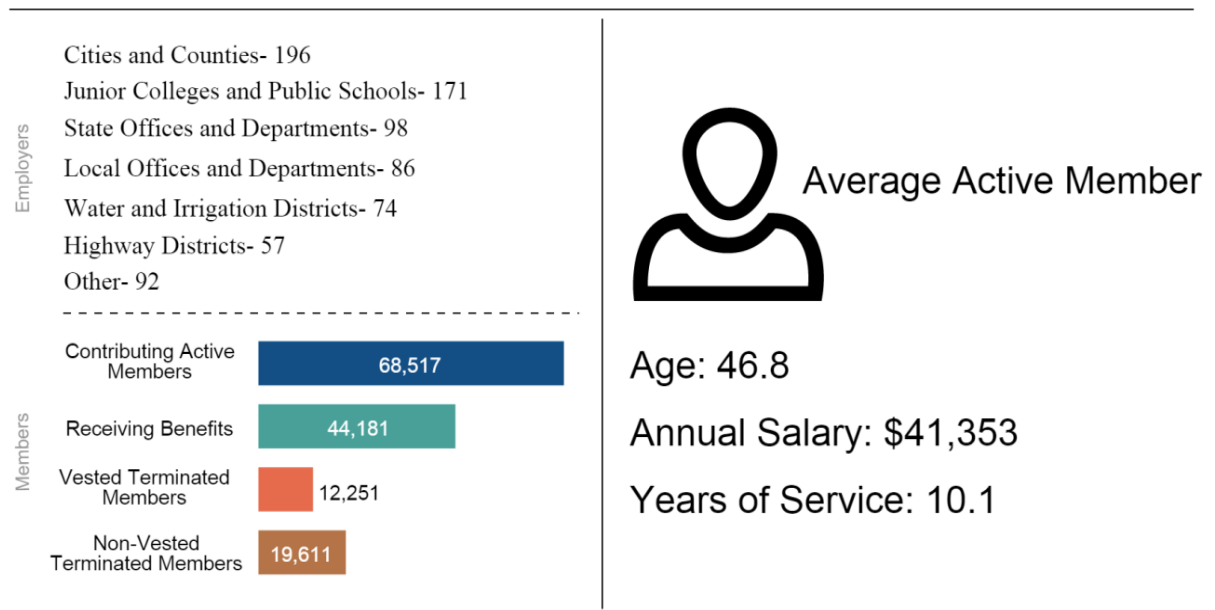 Employers
Cities and Counties- 196
Junior Colleges and Public Schools- 171
State Offices and Departments- 98
Local Offices and Departments- 86
Water and Irrigation Districts- 74
Highway Districts- 57
Other- 92
Members
Contributing Active
Members
68,517
Receiving Benefits
44,181
Vested Terminated
Members
12,251
Non-Vested
Terminated Members
19,611
Average Active Member
Age: 46.8
Annual Salary: $41,353
Years of Service: 10.1